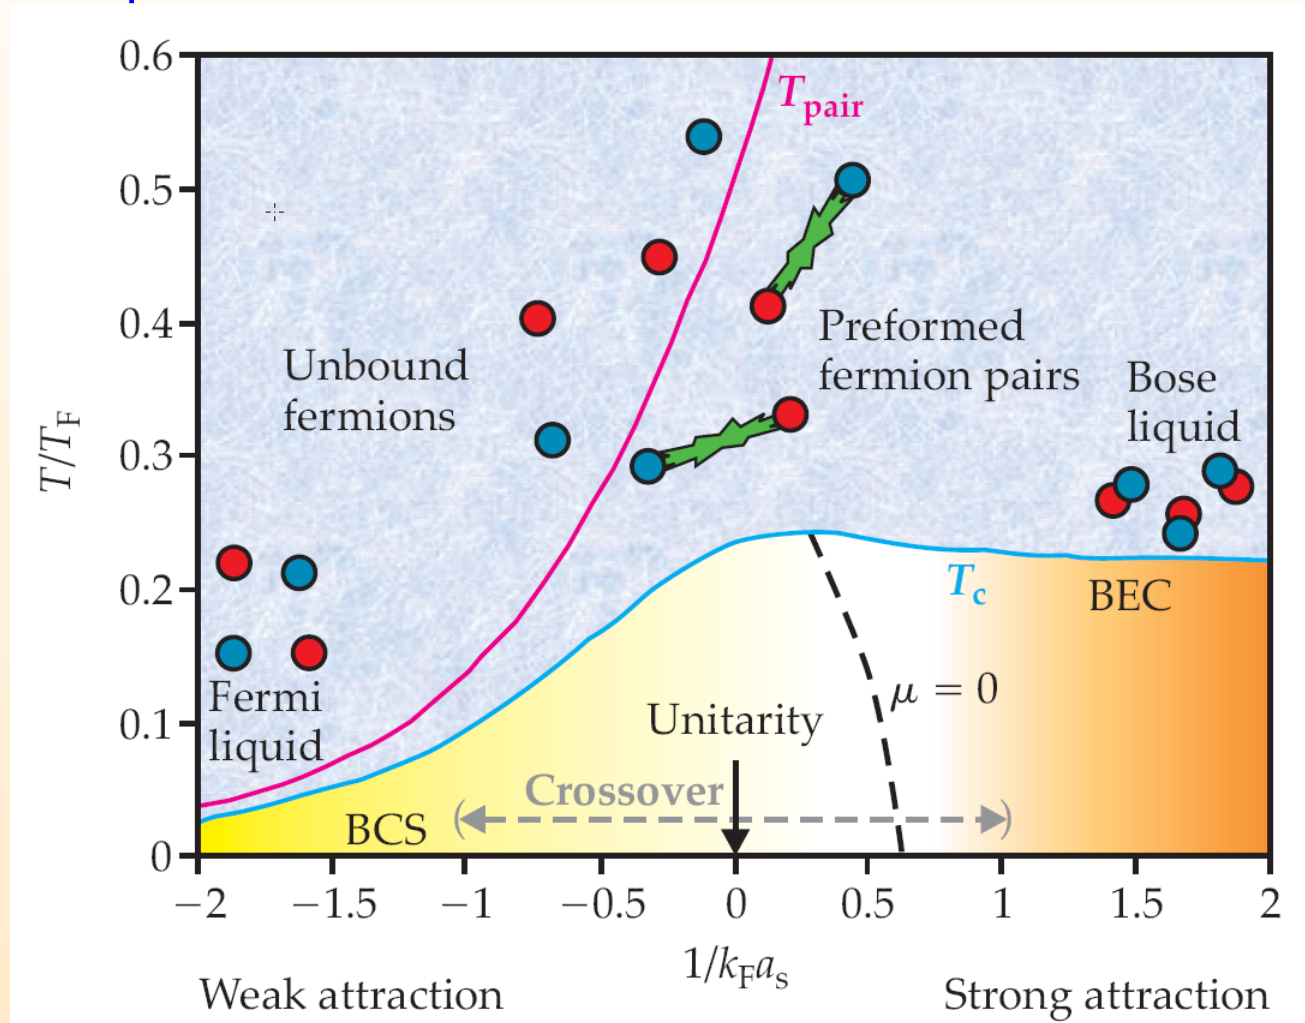 0.6
0.5
0.4
0.3
0.2
0.1
0
T/T_F
T_pair
Unbound
fermions
Preformed
fermion pairs
Bose
liquid
Fermi
liquid
T_c
BEC
μ = 0
Unitarity
Crossover
BCS
−2 −1.5 −1 −0.5 0 0.5 1 1.5 2
1/k_F a_s
Weak attraction Strong attraction